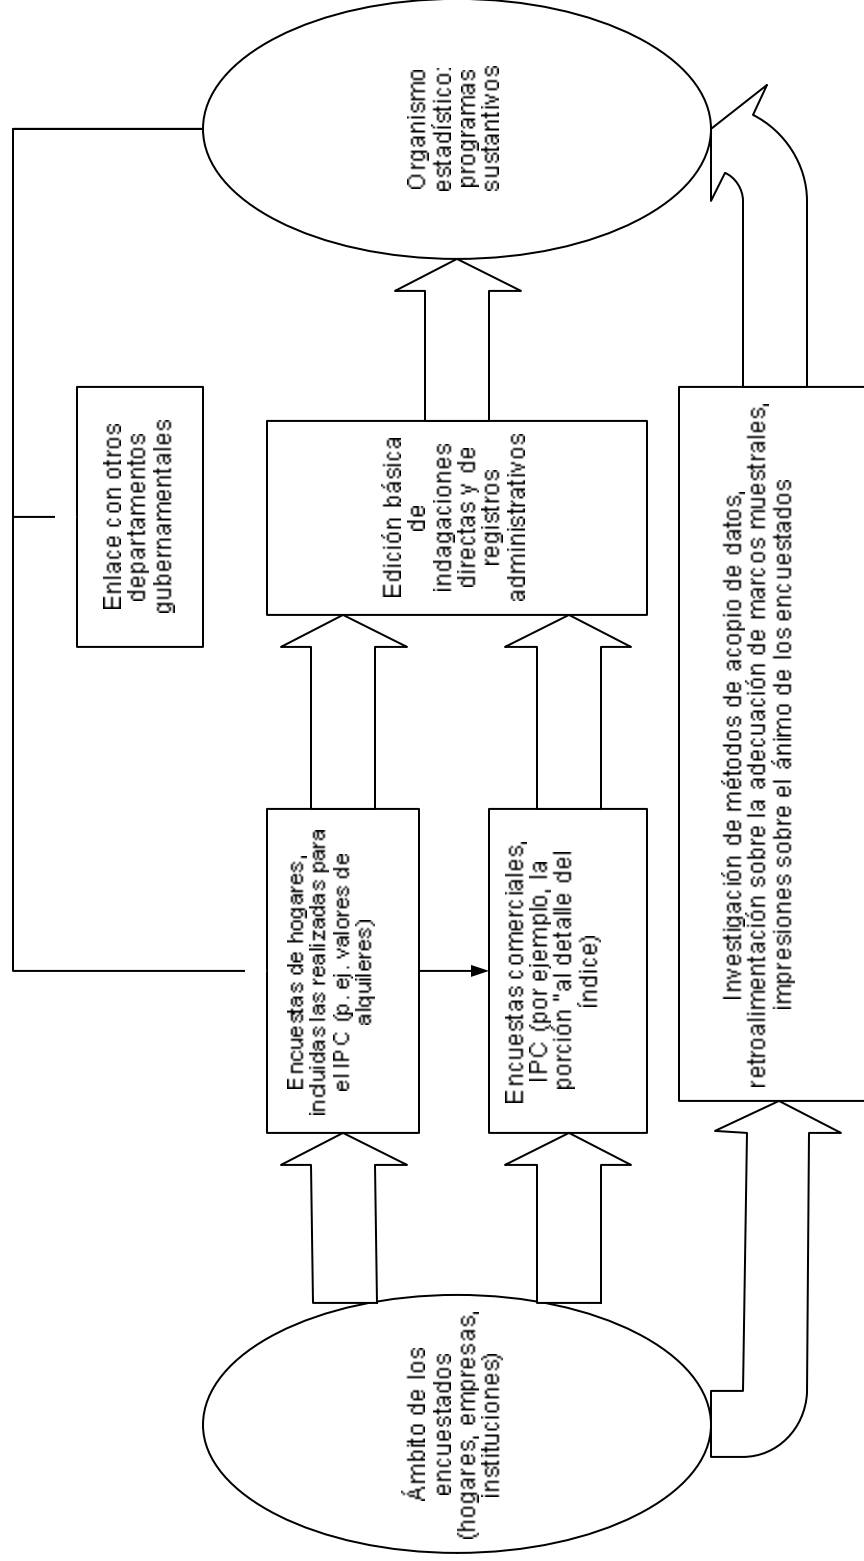 Ámbito de los
encuestados
(hogares, empresas,
instituciones)
Encuestas de hogares,
incluidas las realizadas para
el IPC (p. ej. valores de
alquileres)
Encuestas comerciales,
IPC (por ejemplo, la
porción "al detalle del
índice)
Enlace con otros
departamentos
gubernamentales
Edición básica
de
indagaciones
directas y de
registros
administrativos
Organismo
estadístico:
programas
sustantivos
Investigación de métodos de acopio de datos,
retroalimentación sobre la adecuación de marcos muestrales,
impresiones sobre el ánimo de los encuestados